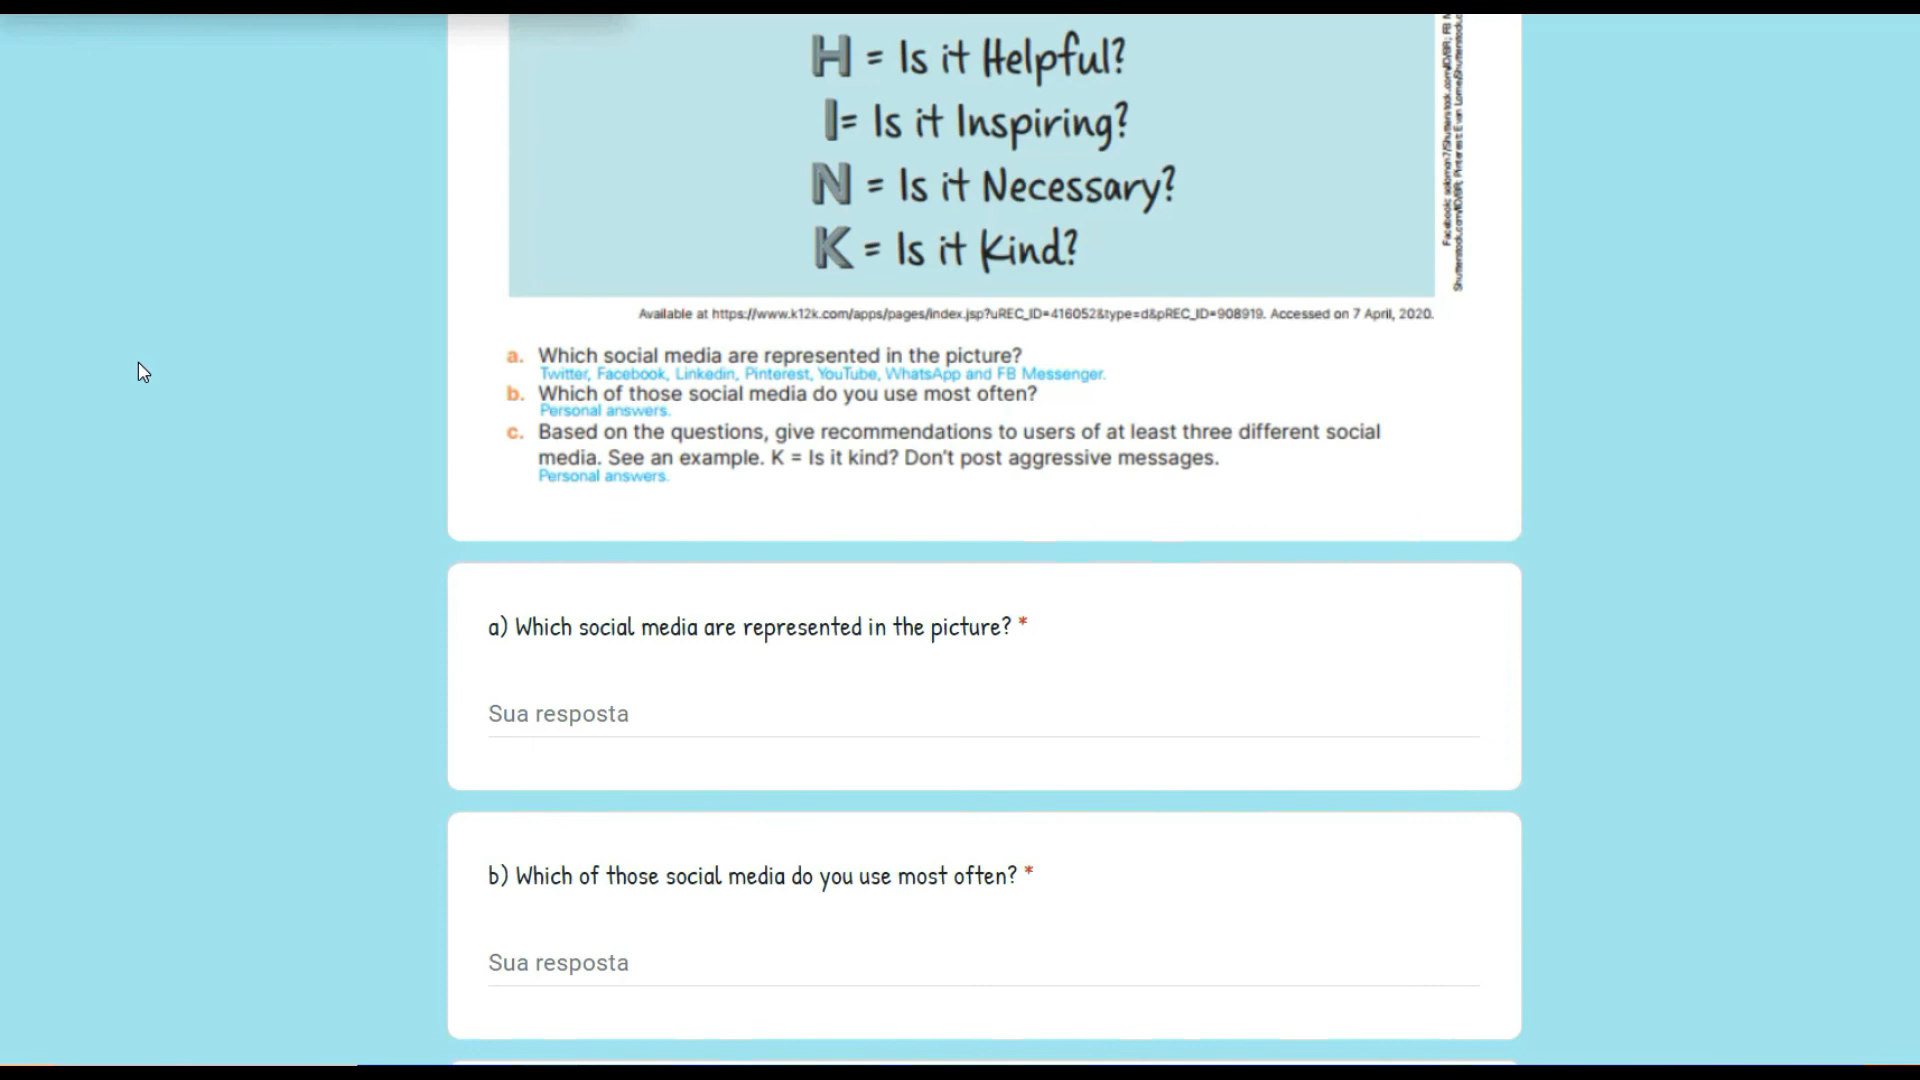 H = Is it Helpful?
I = Is it Inspiring?
N = Is it Necessary?
K = Is it Kind?
Available at https://www.k12k.com/apps/pages/index.jsp?uREC_ID=416052&type=d&pREC_ID=908919. Accessed on 7 April, 2020.
a. Which social media are represented in the picture?
Twitter, Facebook, Linkedin, Pinterest, YouTube, WhatsApp and FB Messenger.
b. Which of those social media do you use most often?
Personal answers.
c. Based on the questions, give recommendations to users of at least three different social
media. See an example. K = Is it kind? Don't post aggressive messages.
Personal answers.
a) Which social media are represented in the picture? *
Sua resposta
b) Which of those social media do you use most often? *
Sua resposta